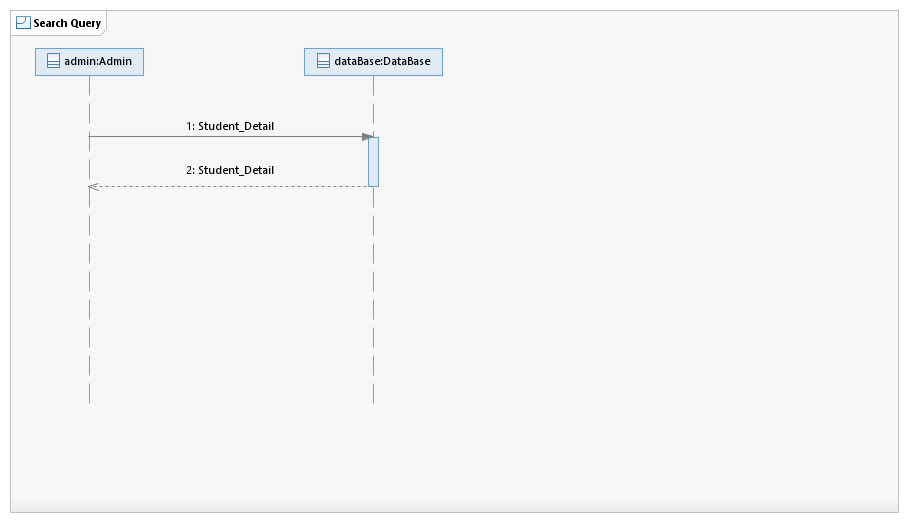 Search Query
admin:Admin
dataBase:DataBase
1: Student_Detail
2: Student_Detail